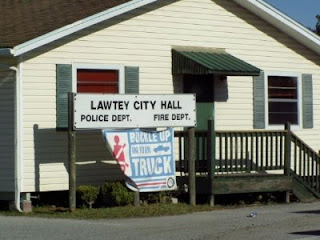 LAWTEY CITY HALL
POLICE DEPT. FIRE DEPT.
BUCKLE UP
IN YOUR
TRUCK